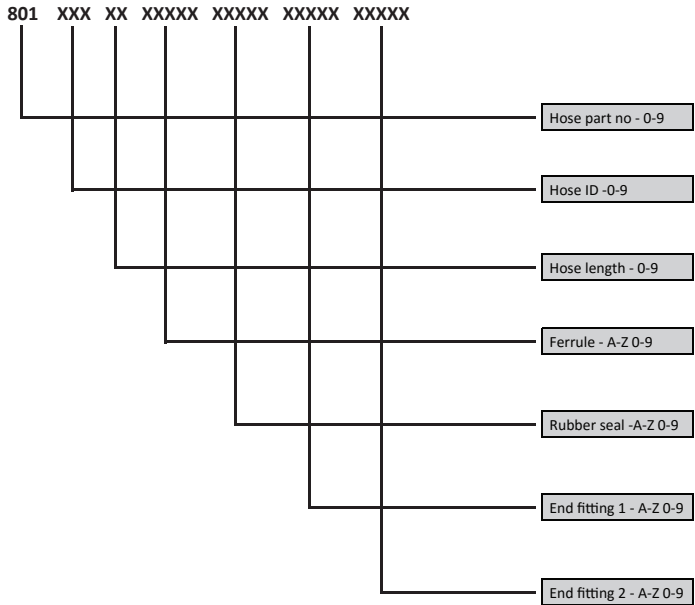 801 XXX XX XXXXX XXXXX XXXXX XXXXX
Hose part no - 0-9
Hose ID -0-9
Hose length - 0-9
Ferrule - A-Z 0-9
Rubber seal -A-Z 0-9
End fitting 1 - A-Z 0-9
End fitting 2 - A-Z 0-9